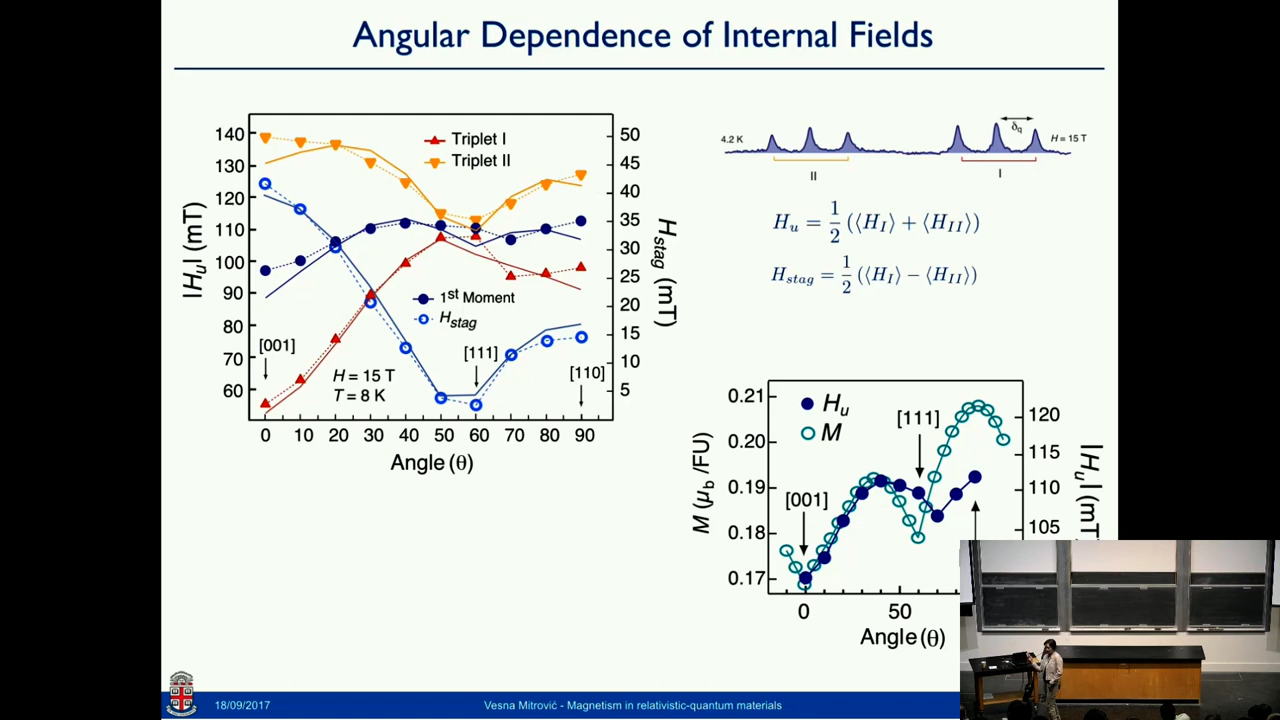 Angular Dependence of Internal Fields
140
130
120
110
100
90
80
70
60
|Hu| (mT)
50
45
40
35
30
25
20
15
10
5
Hstag (mT)
Triplet I
Triplet II
1st Moment
Hstag
[001]
[111]
[110]
H = 15 T
T = 8 K
0 10 20 30 40 50 60 70 80 90
Angle (θ)
4.2 K
δq
H = 15 T
II
I
Hu = 1/2 (⟨HI⟩ + ⟨HII⟩)
Hstag = 1/2 (⟨HI⟩ − ⟨HII⟩)
0.21
0.20
0.19
0.18
0.17
M (μb /FU)
Hu
M
[001]
[111]
120
115
110
105
|Hu| (mT
0 50
Angle (θ)
18/09/2017
Vesna Mitrović - Magnetism in relativistic-quantum materials